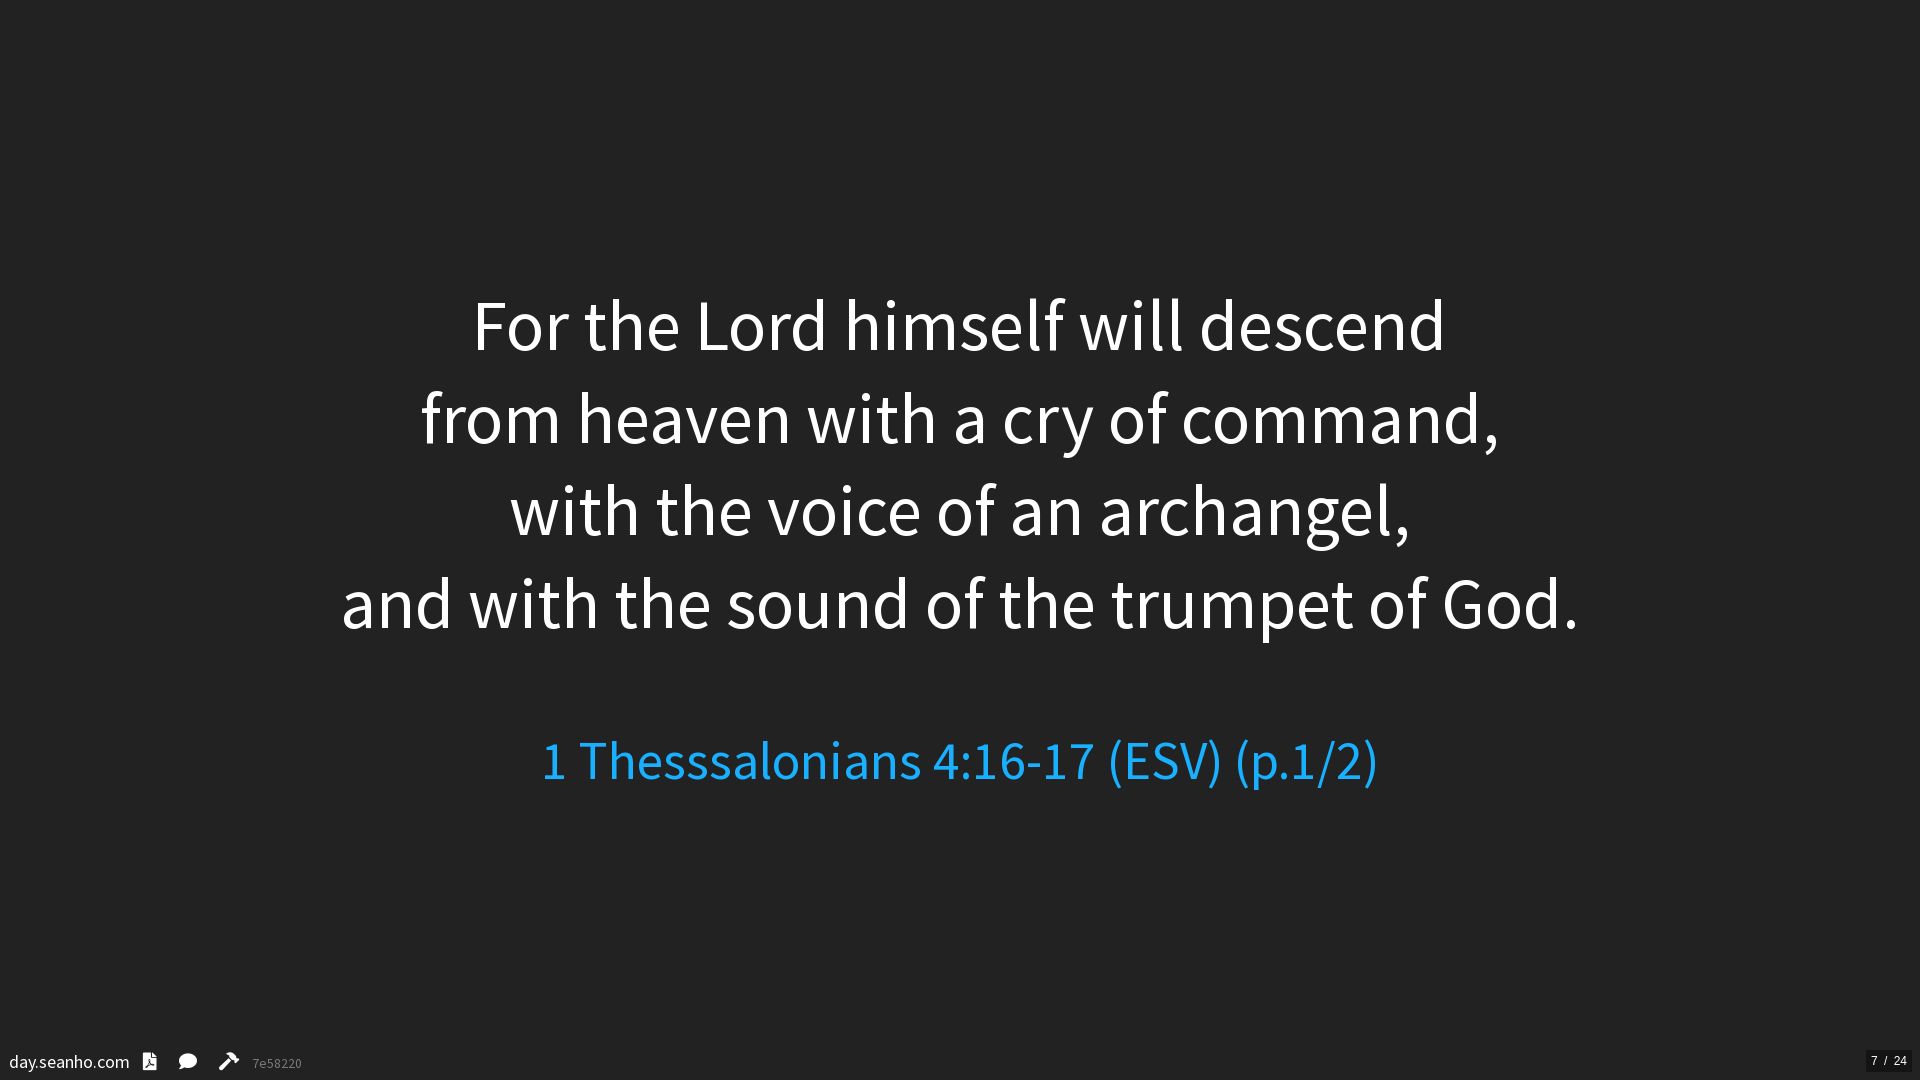 For the Lord himself will descend
from heaven with a cry of command,
with the voice of an archangel,
and with the sound of the trumpet of God.
1 Thesssalonians 4:16-17 (ESV) (p.1/2)
day.seanho.com 7e58220
7 / 24